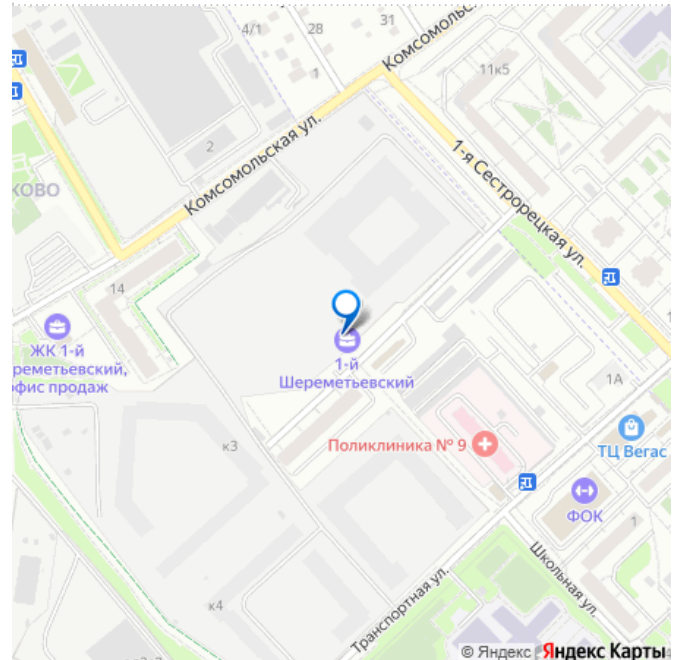 4/1
28
31
Комсомольс
11к5
1
2
Комсомольская ул.
1-я Сестрорецкая ул.
КОВО
14
ЖК 1-й
реметьевский,
офис продаж
1-й
Шереметьевский
1А
к3
Поликлиника № 9
ТЦ Вегас
ФОК
1
Школьная ул.
к4
Транспортная ул.
© Яндекс Яндекс Карты